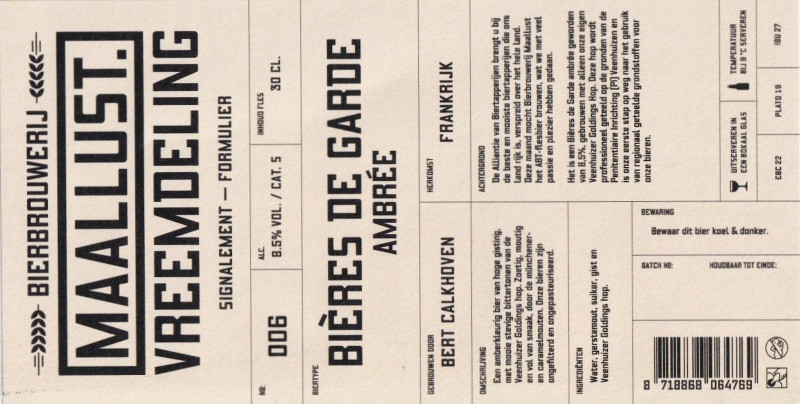 BIERBROUWERIJ
MAALLUST.
VREEMDELING
SIGNALEMENT — FORMULIER
NO:
006
ALC.
8.5% VOL. / CAT. 5
INHOUD FLES
30 CL.
BIERTYPE
BIÈRES DE GARDE
AMBRÉE
GEBROUWEN DOOR
BERT CALKHOVEN
HERKOMST
FRANKRIJK
OMSCHRIJVING
Een amberkleurig bier van hoge gisting,
met mooie stevige bittertonen van de
Veenhuizer Goldings hop. Zoetig, moutig
en vol van smaak, door de münchener-
en caramelmouten. Onze bieren zijn
ongefilterd en ongepasteuriseerd.
ACHTERGROND
De Alliantie van Biertapperijen brengt u bij
de beste en mooiste biertapperijen die ons
land rijk is, verspreid over het hele land.
Deze maand mocht Bierbrouwerij Maallust
het ABT-flesbier brouwen, wat we met veel
passie en plezier hebben gedaan.
Het is een Bières de Garde ambrée geworden
van 8,5%, gebrouwen met alleen onze eigen
Veenhuizer Goldings Hop. Deze hop wordt
professioneel geteeld op de gronden van de
Penitentiaire Inrichting (PI) Veenhuizen en
is onze eerste stap op weg naar het gebruik
van regionaal geteelde grondstoffen voor
onze bieren.
INGREDIËNTEN
Water, gerstemout, suiker, gist en
Veenhuizer Goldings hop.
UITSERVEREN IN
EEN BOKAAL GLAS
TEMPERATUUR
BIJ 9 °C SERVEREN
EBC 22
PLATO 19
IBU 27
BEWARING
Bewaar dit bier koel & donker.
BATCH NO:
HOUDBAAR TOT EINDE:
8 718868 064769